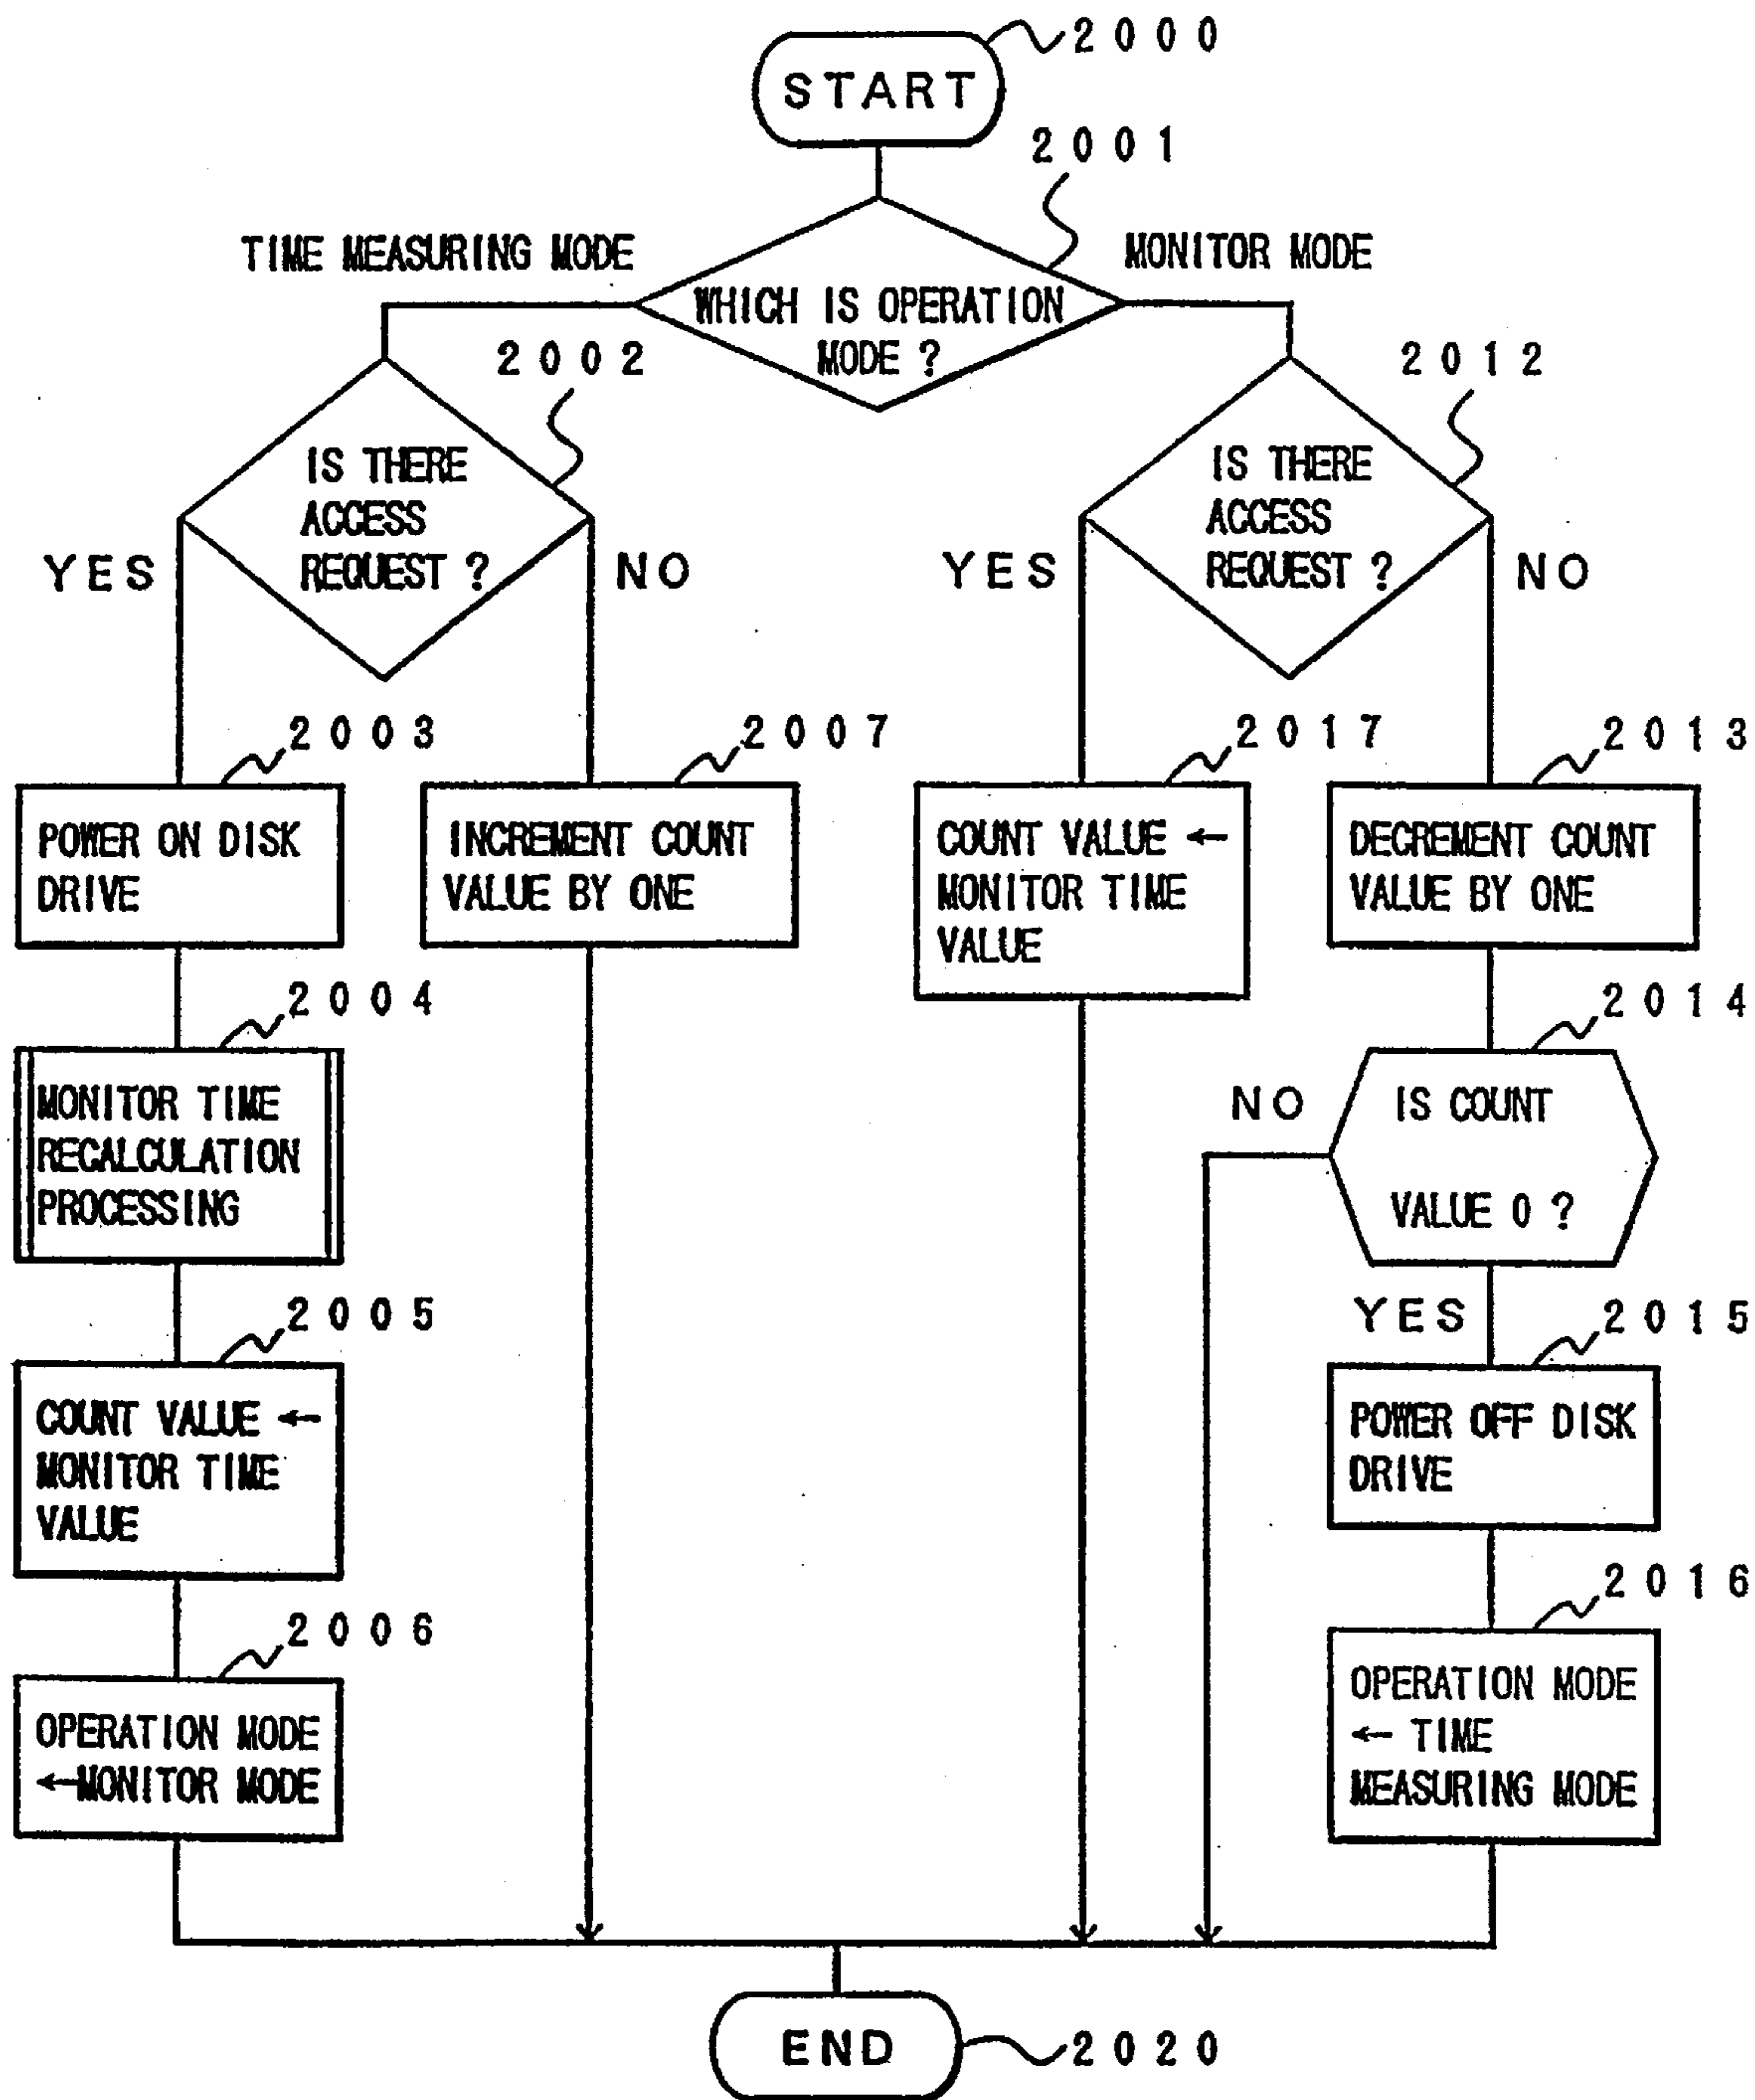 2000
START
2001
TIME MEASURING MODE
MONITOR MODE
WHICH IS OPERATION
MODE ?
2002
2012
IS THERE
ACCESS
REQUEST ?
YES
NO
IS THERE
ACCESS
REQUEST ?
YES
NO
2003
POWER ON DISK
DRIVE
2007
INCREMENT COUNT
VALUE BY ONE
2017
COUNT VALUE ←
MONITOR TIME
VALUE
2013
DECREMENT COUNT
VALUE BY ONE
2004
MONITOR TIME
RECALCULATION
PROCESSING
2014
NO
IS COUNT
VALUE 0 ?
YES
2005
COUNT VALUE ←
MONITOR TIME
VALUE
2015
POWER OFF DISK
DRIVE
2006
OPERATION MODE
←MONITOR MODE
2016
OPERATION MODE
← TIME
MEASURING MODE
END
2020